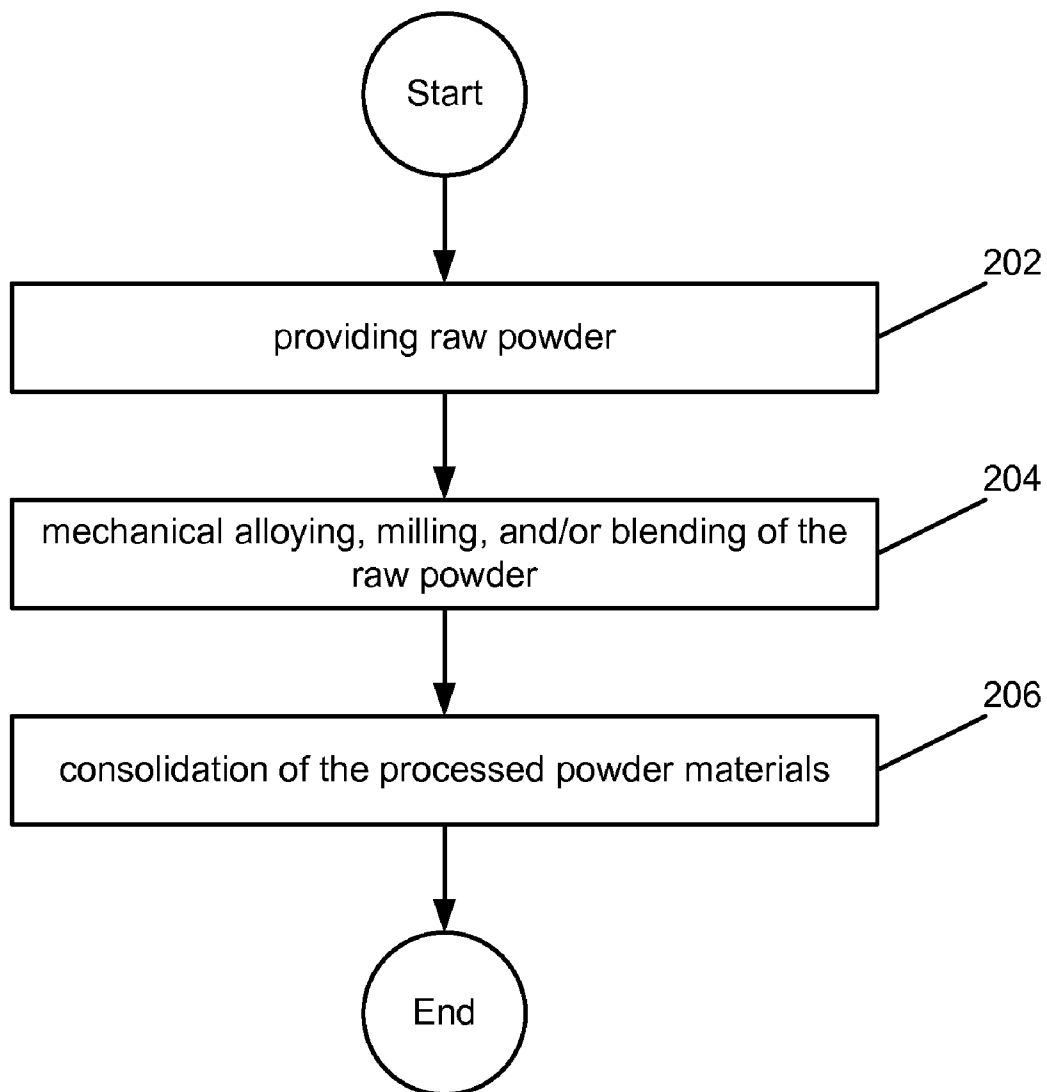 Start
202
providing raw powder
204
mechanical alloying, milling, and/or blending of the
raw powder
206
consolidation of the processed powder materials
End